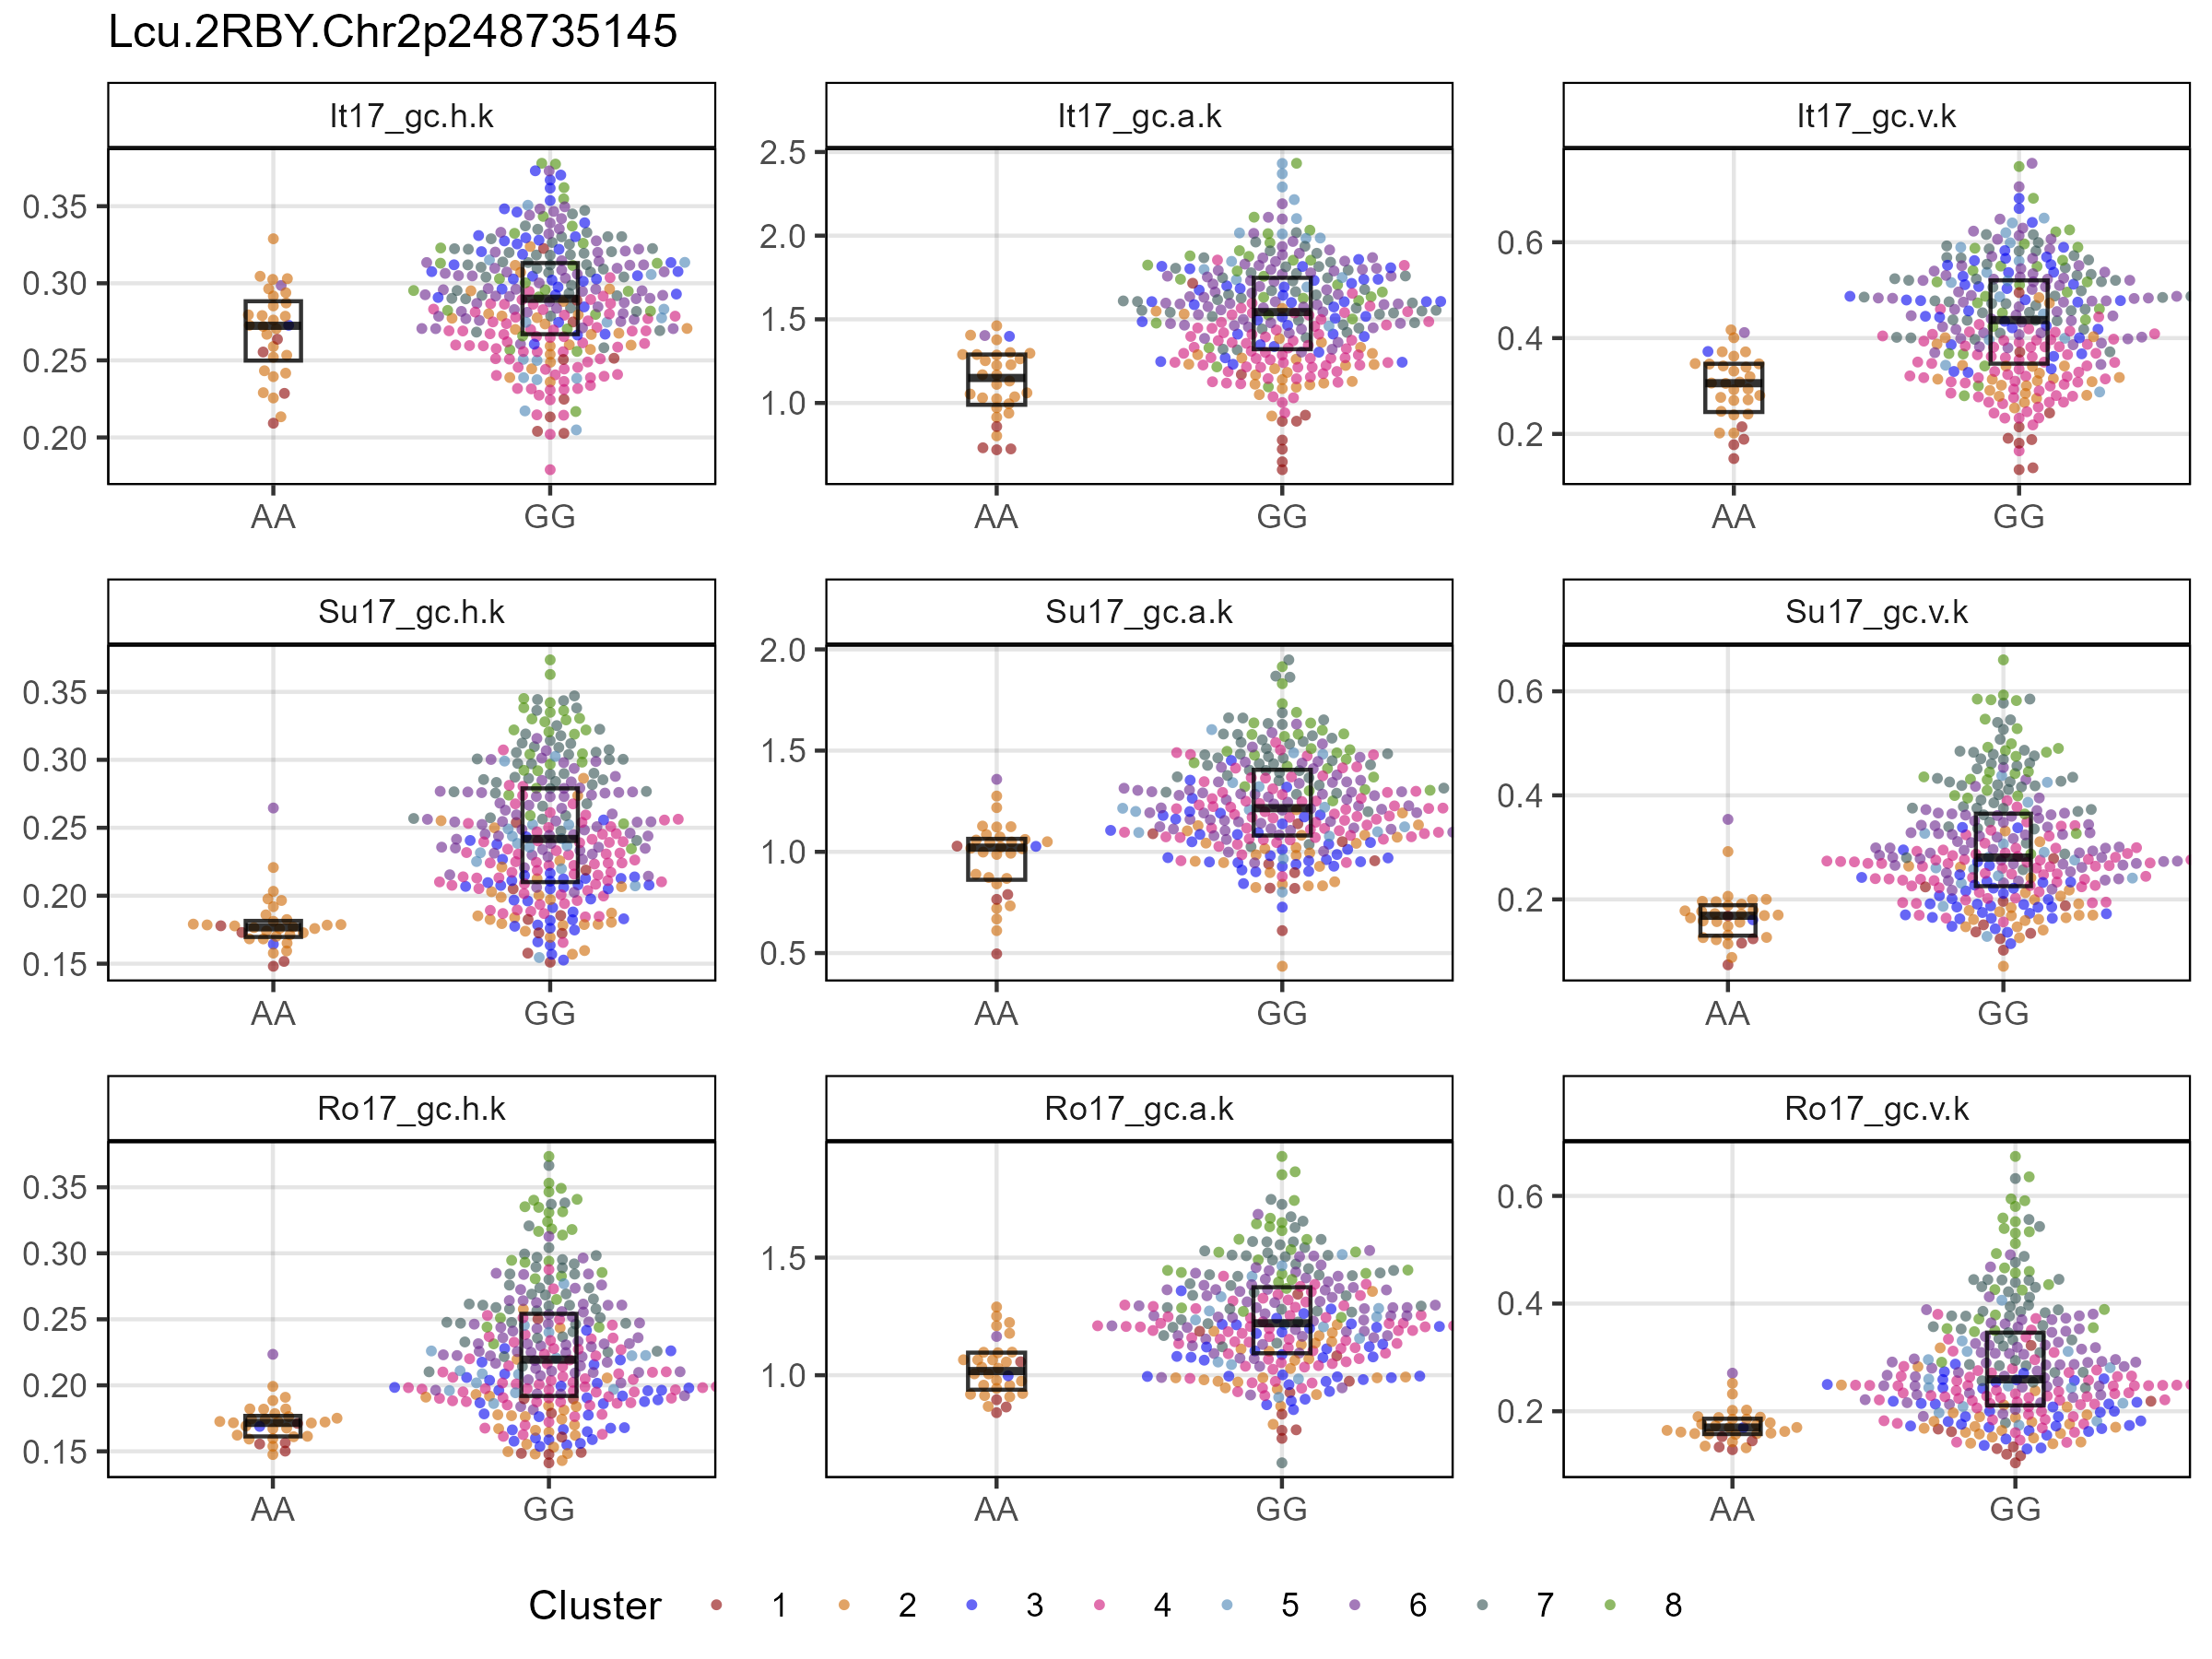 Lcu.2RBY.Chr2p248735145
It17_gc.h.k
It17_gc.a.k
It17_gc.v.k
0.35
0.30
0.25
0.20
AA
GG
2.5
2.0
1.5
1.0
AA
GG
0.6
0.4
0.2
AA
GG
Su17_gc.h.k
Su17_gc.a.k
Su17_gc.v.k
0.35
0.30
0.25
0.20
0.15
AA
GG
2.0
1.5
1.0
0.5
AA
GG
0.6
0.4
0.2
AA
GG
Ro17_gc.h.k
Ro17_gc.a.k
Ro17_gc.v.k
0.35
0.30
0.25
0.20
0.15
AA
GG
1.5
1.0
AA
GG
0.6
0.4
0.2
AA
GG
Cluster 1 2 3 4 5 6 7 8